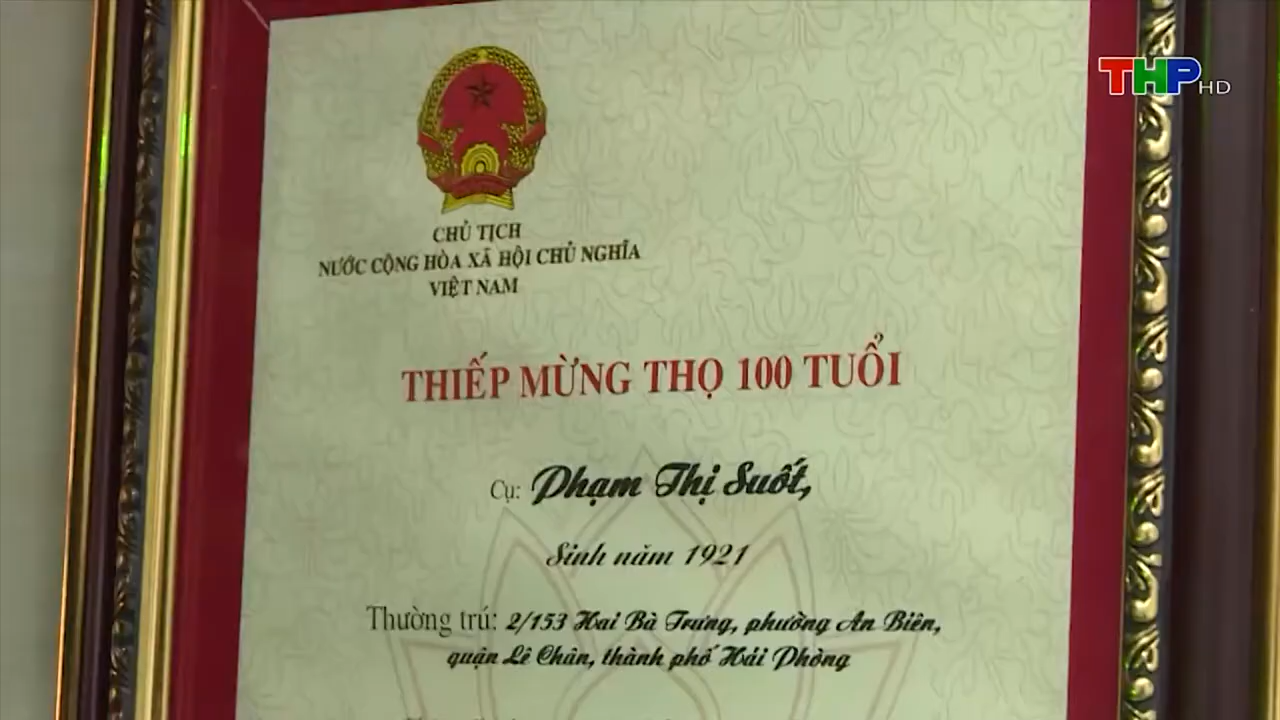 THP HD
CHỦ TỊCH
NƯỚC CỘNG HÒA XÃ HỘI CHỦ NGHĨA
VIỆT NAM
THIẾP MỪNG THỌ 100 TUỔI
Cụ: Phạm Thị Suốt,
Sinh năm 1921
Thường trú: 2/153 Hai Bà Trưng, phường An Biên,
quận Lê Chân, thành phố Hải Phòng